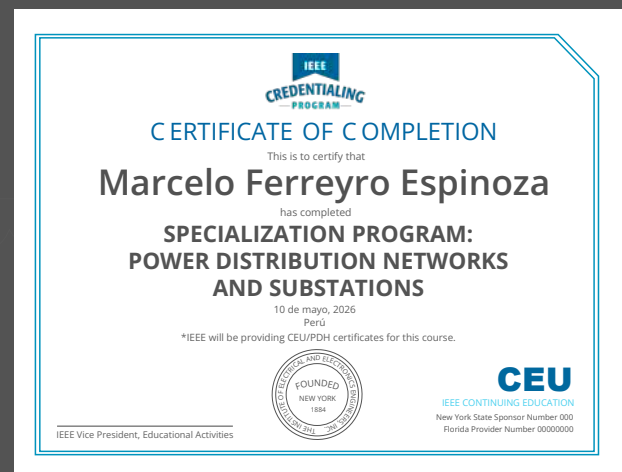 IEEE
CREDENTIALING
PROGRAM
CERTIFICATE OF COMPLETION
This is to certify that
Marcelo Ferreyro Espinoza
has completed
SPECIALIZATION PROGRAM:
POWER DISTRIBUTION NETWORKS
AND SUBSTATIONS
10 de mayo, 2026
Perú
*IEEE will be providing CEU/PDH certificates for this course.
THE INSTITUTE OF ELECTRICAL AND ELECTRONICS ENGINEERS, INC.
FOUNDED
NEW YORK
1884
CEU
IEEE CONTINUING EDUCATION
New York State Sponsor Number 000
Florida Provider Number 00000000
IEEE Vice President, Educational Activities